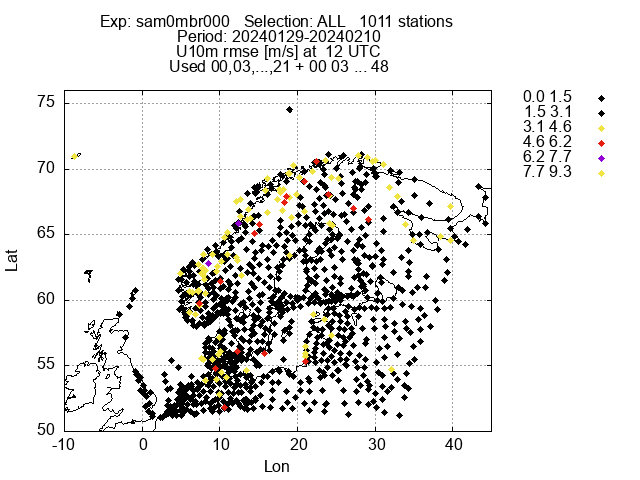 Exp: sam0mbr000   Selection: ALL   1011 stations
Period: 20240129-20240210
U10m rmse [m/s] at  12 UTC
Used 00,03,...,21 + 00 03 ... 48
0.0 1.5
1.5 3.1
3.1 4.6
4.6 6.2
6.2 7.7
7.7 9.3
75
70
65
60
55
50
Lat
-10 0 10 20 30 40
Lon